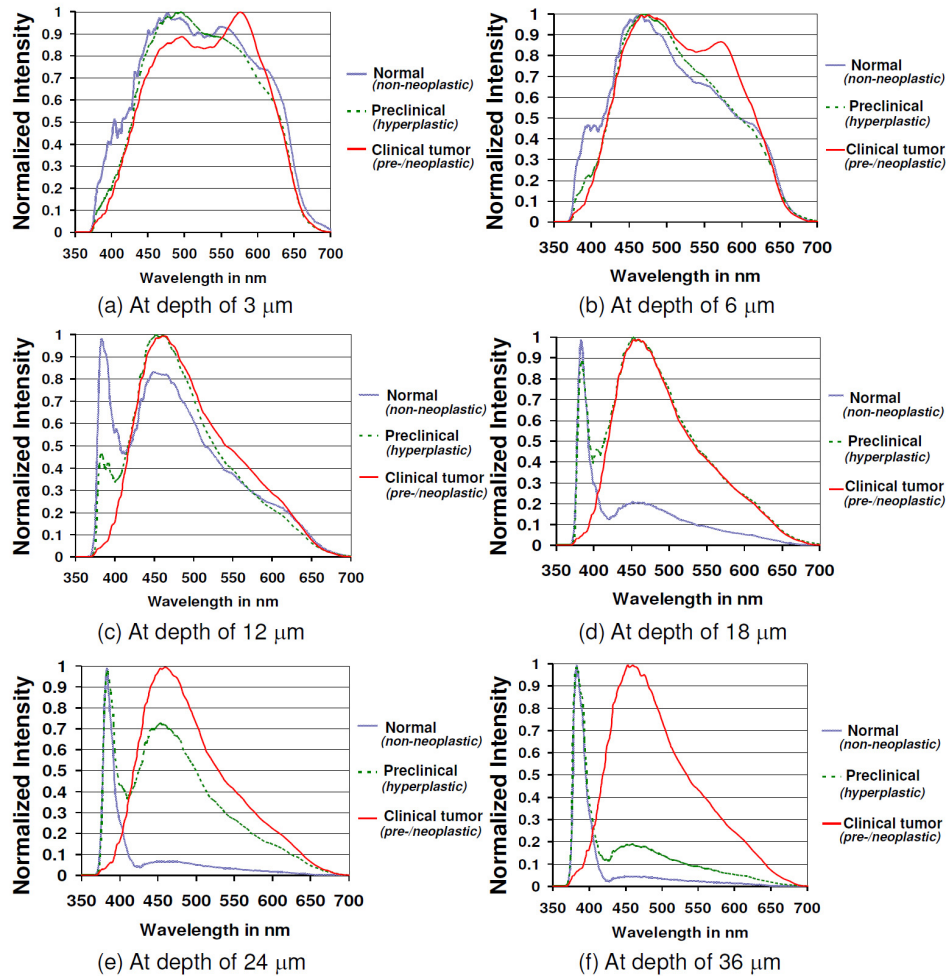 Normalized Intensity
1
0.9
0.8
0.7
0.6
0.5
0.4
0.3
0.2
0.1
0
350 400 450 500 550 600 650 700
Wavelength in nm
Normal
(non-neoplastic)
Preclinical
(hyperplastic)
Clinical tumor
(pre-/neoplastic)
(a) At depth of 3 μm
Normalized Intensity
1
0.9
0.8
0.7
0.6
0.5
0.4
0.3
0.2
0.1
0
350 400 450 500 550 600 650 700
Wavelength in nm
Normal
(non-neoplastic)
Preclinical
(hyperplastic)
Clinical tumor
(pre-/neoplastic)
(b) At depth of 6 μm
Normalized Intensity
1
0.9
0.8
0.7
0.6
0.5
0.4
0.3
0.2
0.1
0
350 400 450 500 550 600 650 700
Wavelength in nm
Normal
(non-neoplastic)
Preclinical
(hyperplastic)
Clinical tumor
(pre-/neoplastic)
(c) At depth of 12 μm
Normalized Intensity
1
0.9
0.8
0.7
0.6
0.5
0.4
0.3
0.2
0.1
0
350 400 450 500 550 600 650 700
Wavelength in nm
Normal
(non-neoplastic)
Preclinical
(hyperplastic)
Clinical tumor
(pre-/neoplastic)
(d) At depth of 18 μm
Normalized Intensity
1
0.9
0.8
0.7
0.6
0.5
0.4
0.3
0.2
0.1
0
350 400 450 500 550 600 650 700
Wavelength in nm
Normal
(non-neoplastic)
Preclinical
(hyperplastic)
Clinical tumor
(pre-/neoplastic)
(e) At depth of 24 μm
Normalized Intensity
1
0.9
0.8
0.7
0.6
0.5
0.4
0.3
0.2
0.1
0
350 400 450 500 550 600 650 700
Wavelength in nm
Normal
(non-neoplastic)
Preclinical
(hyperplastic)
Clinical tumor
(pre-/neoplastic)
(f) At depth of 36 μm